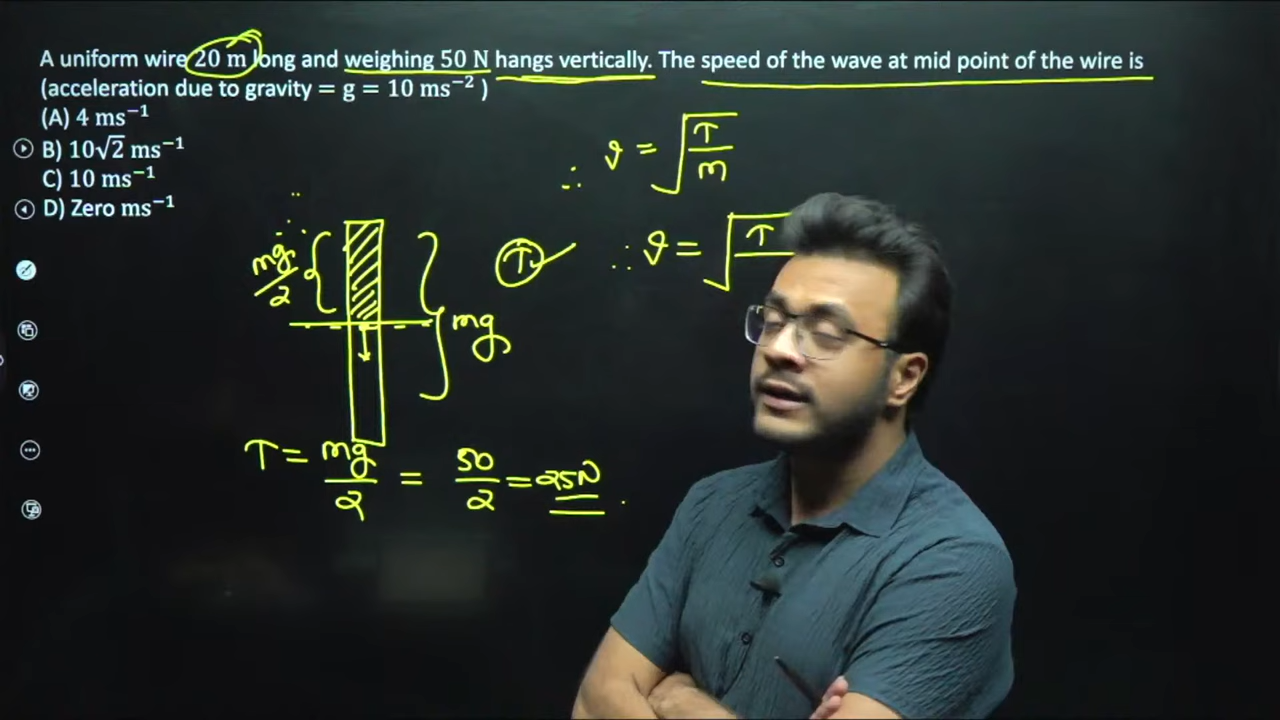 A uniform wire 20 m long and weighing 50 N hangs vertically. The speed of the wave at mid point of the wire is
(acceleration due to gravity = g = 10 ms⁻²)
(A) 4 ms⁻¹
B) 10√2 ms⁻¹
C) 10 ms⁻¹
D) Zero ms⁻¹
∴ v = √(T/m)
∴ v = √(T/
mg/2
T
mg
T = mg/2 = 50/2 = 25N